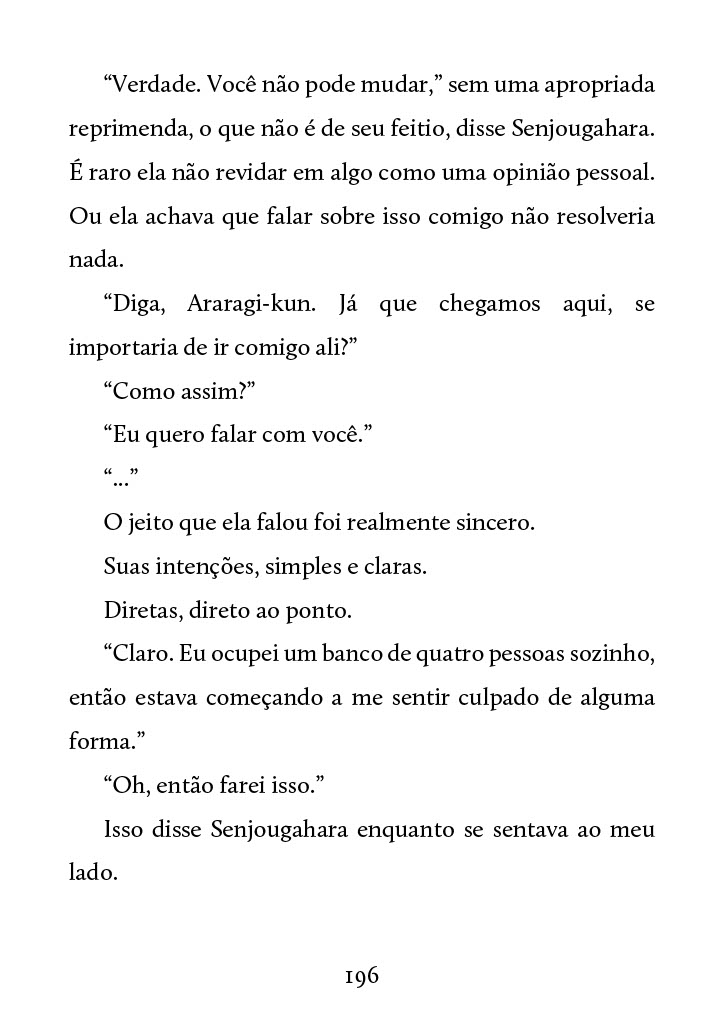 “Verdade. Você não pode mudar,” sem uma apropriada
reprimenda, o que não é de seu feitio, disse Senjougahara.
É raro ela não revidar em algo como uma opinião pessoal.
Ou ela achava que falar sobre isso comigo não resolveria
nada.
“Diga, Araragi-kun. Já que chegamos aqui, se
importaria de ir comigo ali?”
“Como assim?”
“Eu quero falar com você.”
“...”
O jeito que ela falou foi realmente sincero.
Suas intenções, simples e claras.
Diretas, direto ao ponto.
“Claro. Eu ocupei um banco de quatro pessoas sozinho,
então estava começando a me sentir culpado de alguma
forma.”
“Oh, então farei isso.”
Isso disse Senjougahara enquanto se sentava ao meu
lado.
196